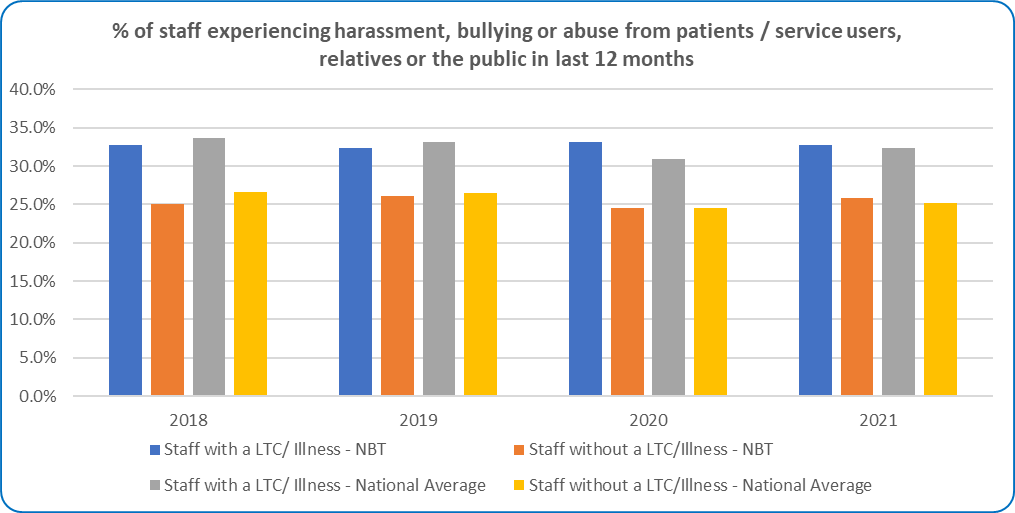 % of staff experiencing harassment, bullying or abuse from patients / service users,
relatives or the public in last 12 months
40.0%
35.0%
30.0%
25.0%
20.0%
15.0%
10.0%
5.0%
0.0%
2018 2019 2020 2021
Staff with a LTC/ Illness - NBT Staff without a LTC/Illness - NBT
Staff with a LTC/ Illness - National Average Staff without a LTC/Illness - National Average